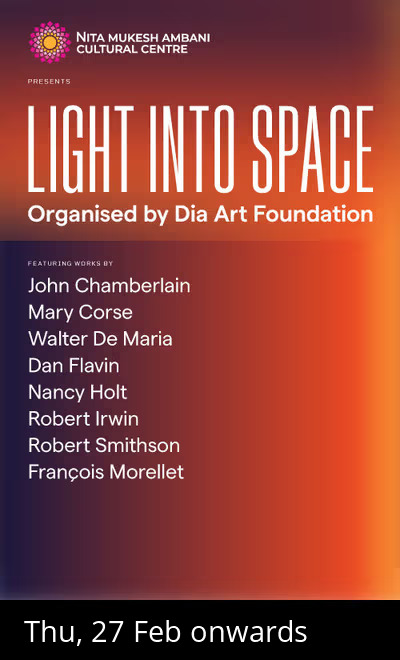 NITA MUKESH AMBANI
CULTURAL CENTRE
PRESENTS
LIGHT INTO SPACE
Organised by Dia Art Foundation
FEATURING WORKS BY
John Chamberlain
Mary Corse
Walter De Maria
Dan Flavin
Nancy Holt
Robert Irwin
Robert Smithson
François Morellet
Thu, 27 Feb onwards